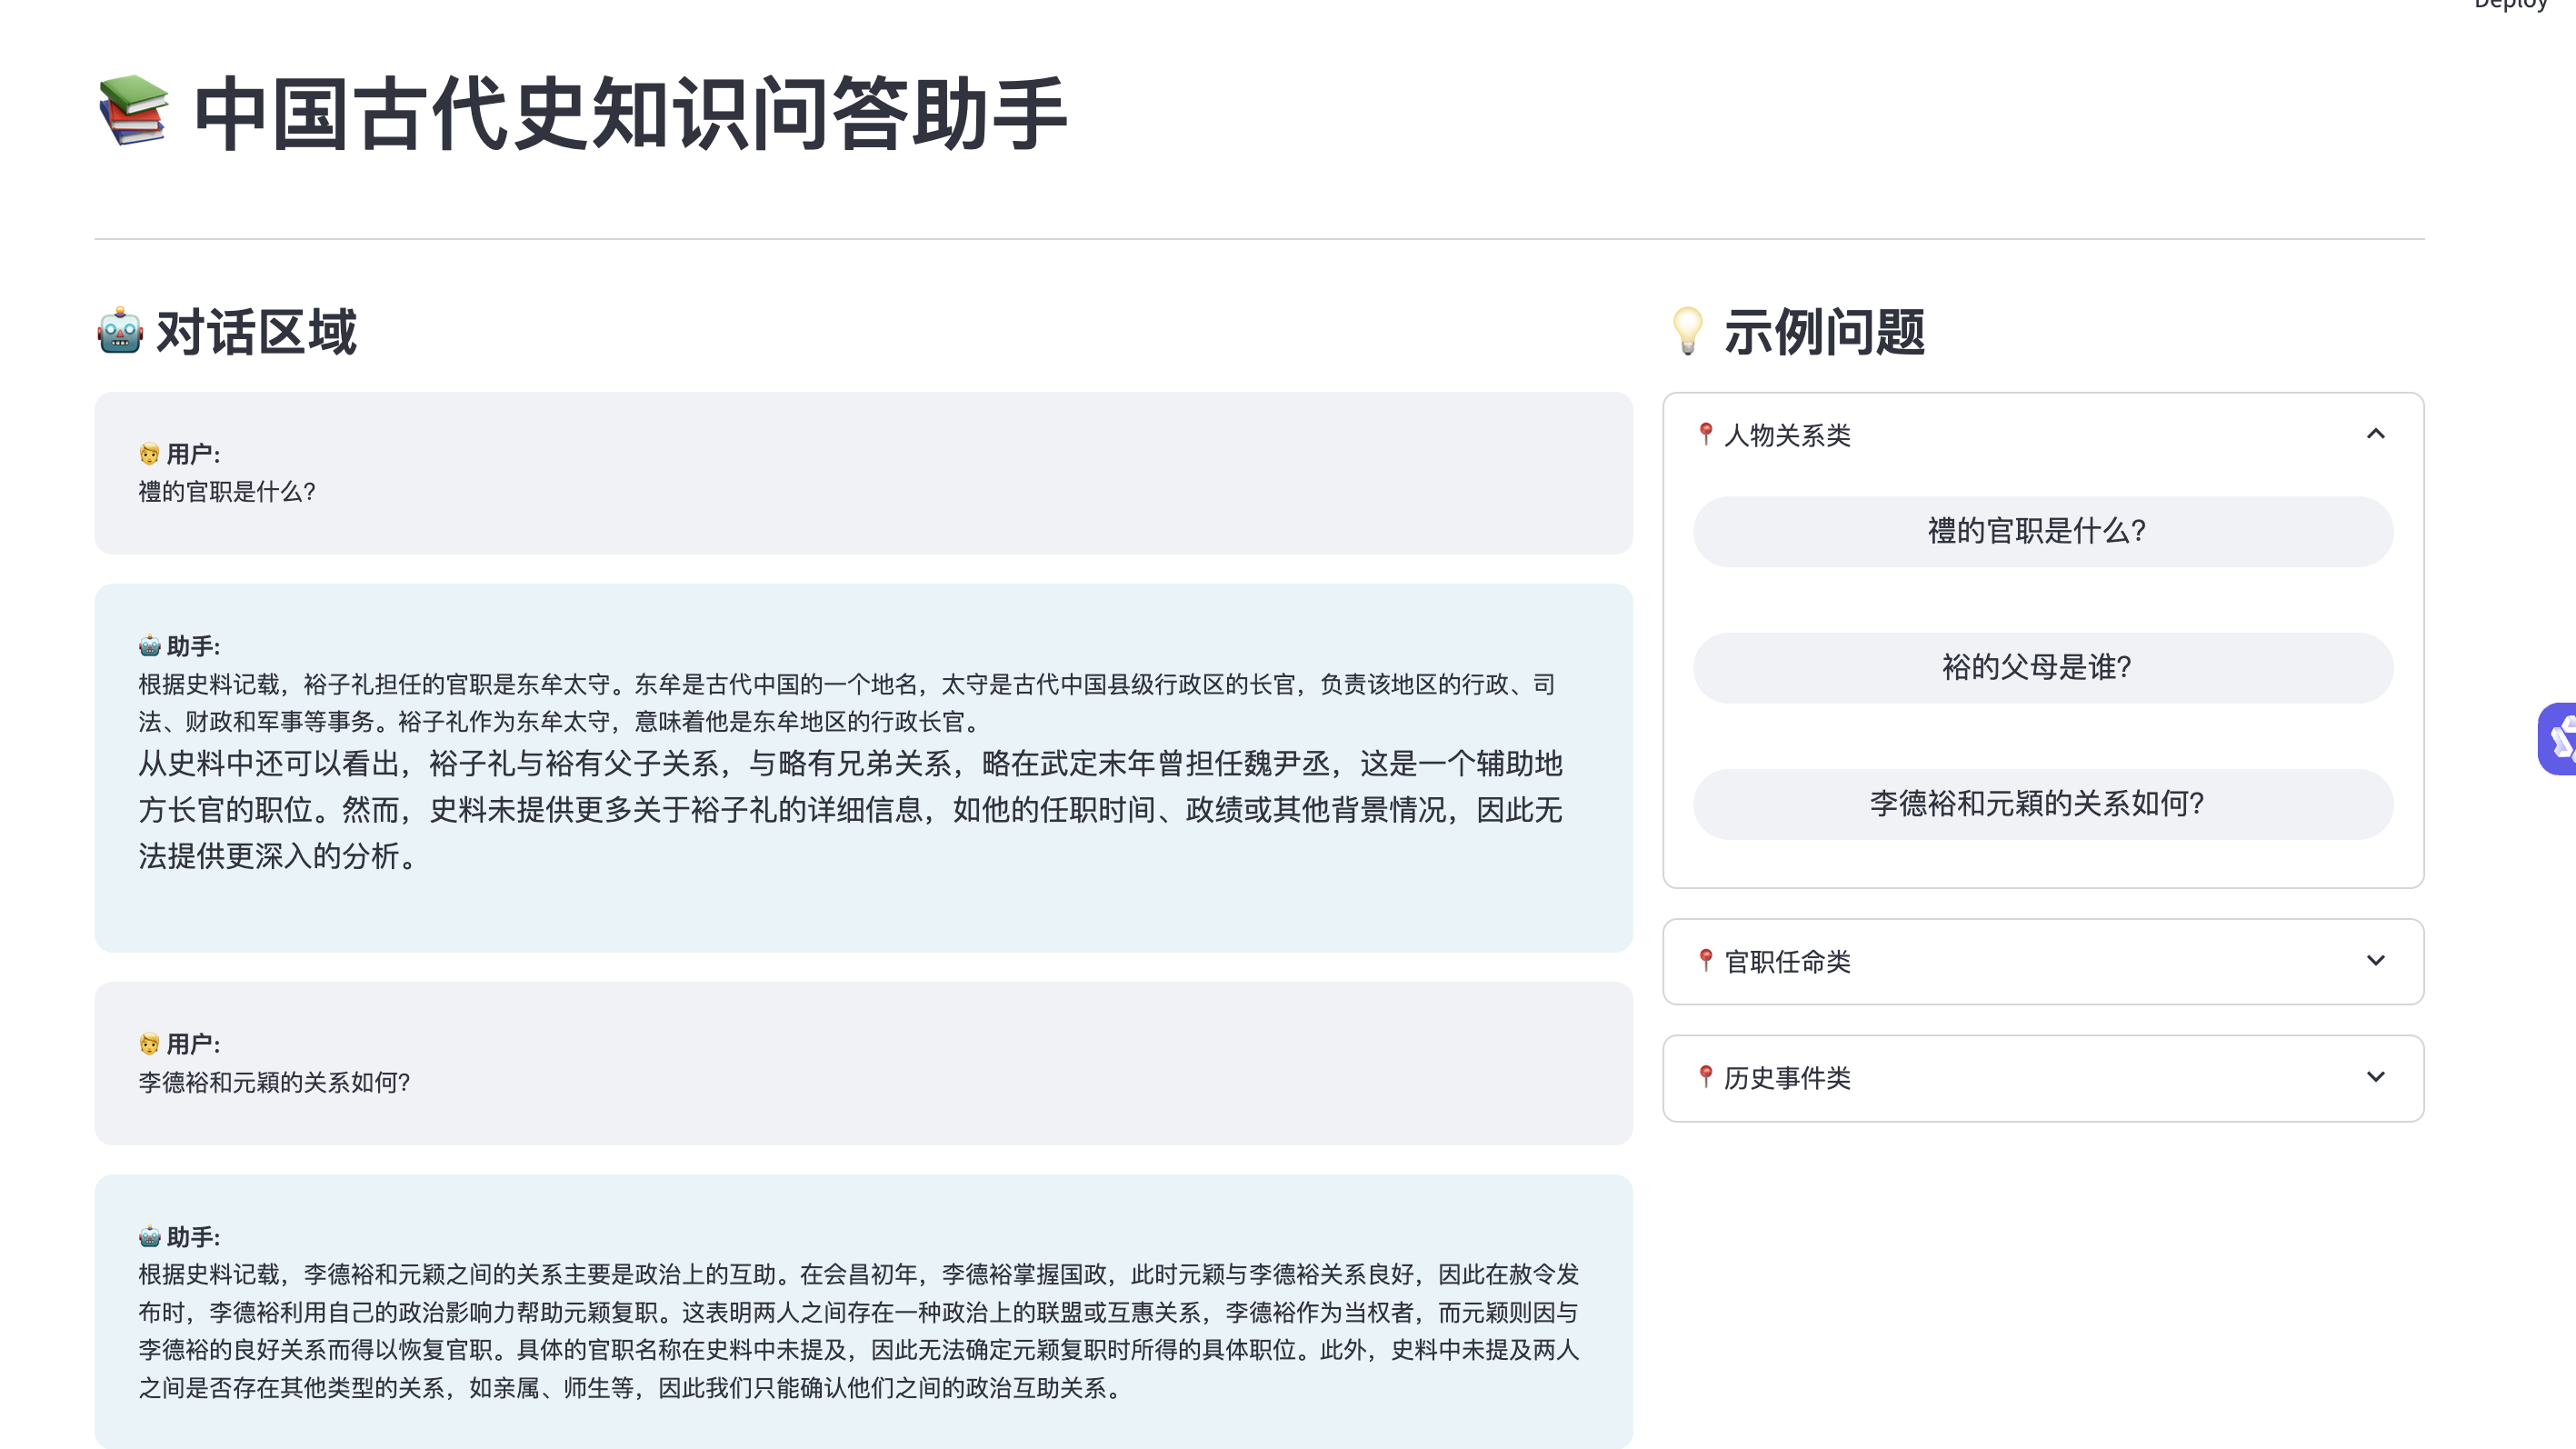 Deploy
中国古代史知识问答助手
对话区域
用户:
禮的官职是什么?
助手:
根据史料记载，裕子礼担任的官职是东牟太守。东牟是古代中国的一个地名，太守是古代中国县级行政区的长官，负责该地区的行政、司
法、财政和军事等事务。裕子礼作为东牟太守，意味着他是东牟地区的行政长官。
从史料中还可以看出，裕子礼与裕有父子关系，与略有兄弟关系，略在武定末年曾担任魏尹丞，这是一个辅助地
方长官的职位。然而，史料未提供更多关于裕子礼的详细信息，如他的任职时间、政绩或其他背景情况，因此无
法提供更深入的分析。
用户:
李德裕和元穎的关系如何?
助手:
根据史料记载，李德裕和元颖之间的关系主要是政治上的互助。在会昌初年，李德裕掌握国政，此时元颖与李德裕关系良好，因此在赦令发
布时，李德裕利用自己的政治影响力帮助元颖复职。这表明两人之间存在一种政治上的联盟或互惠关系，李德裕作为当权者，而元颖则因与
李德裕的良好关系而得以恢复官职。具体的官职名称在史料中未提及，因此无法确定元颖复职时所得的具体职位。此外，史料中未提及两人
之间是否存在其他类型的关系，如亲属、师生等，因此我们只能确认他们之间的政治互助关系。
示例问题
人物关系类
禮的官职是什么?
裕的父母是谁?
李德裕和元穎的关系如何?
官职任命类
历史事件类